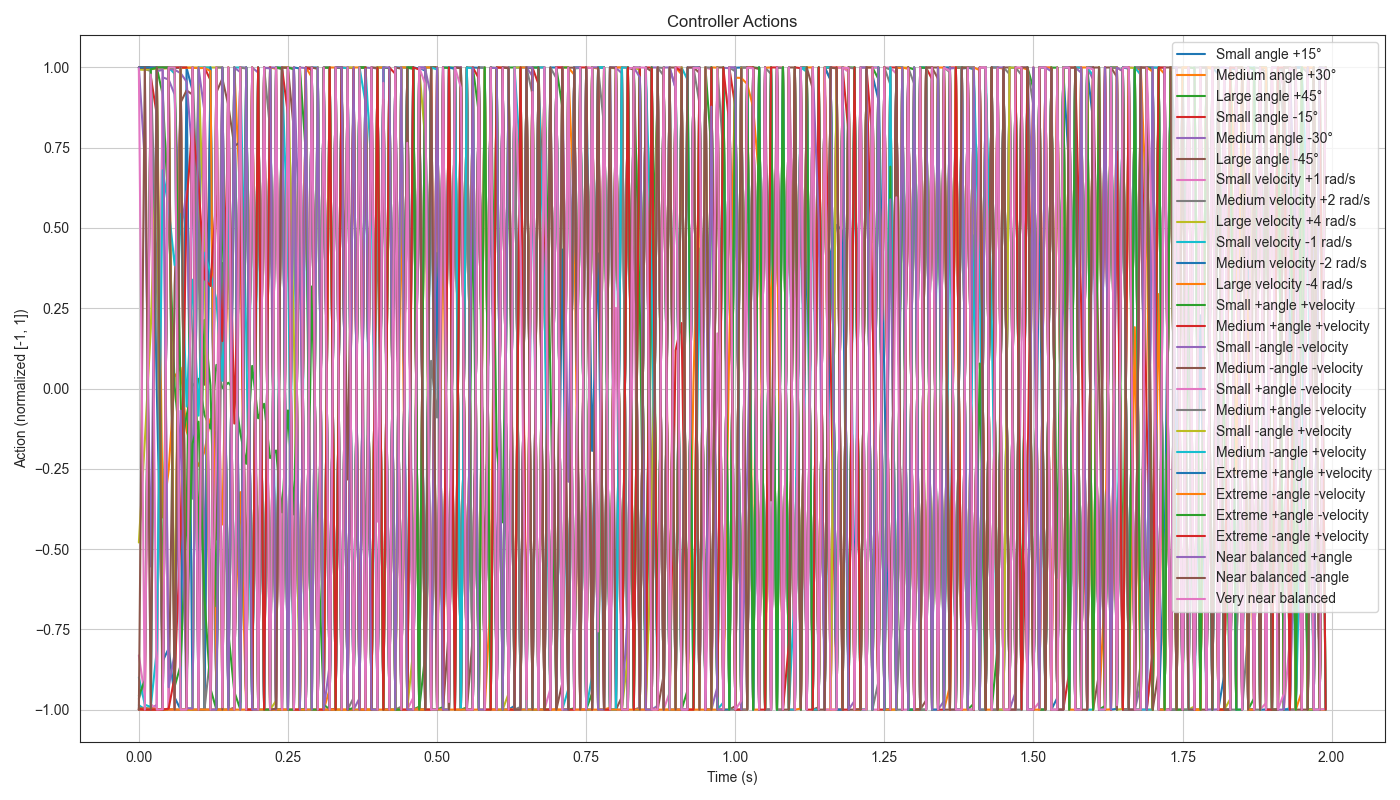 Controller Actions
1.00
0.75
0.50
0.25
0.00
−0.25
−0.50
−0.75
−1.00
Action (normalized [-1, 1])
0.00
0.25
0.50
0.75
1.00
1.25
1.50
1.75
2.00
Time (s)
Small angle +15°
Medium angle +30°
Large angle +45°
Small angle -15°
Medium angle -30°
Large angle -45°
Small velocity +1 rad/s
Medium velocity +2 rad/s
Large velocity +4 rad/s
Small velocity -1 rad/s
Medium velocity -2 rad/s
Large velocity -4 rad/s
Small +angle +velocity
Medium +angle +velocity
Small -angle -velocity
Medium -angle -velocity
Small +angle -velocity
Medium +angle -velocity
Small -angle +velocity
Medium -angle +velocity
Extreme +angle +velocity
Extreme -angle -velocity
Extreme +angle -velocity
Extreme -angle +velocity
Near balanced +angle
Near balanced -angle
Very near balanced